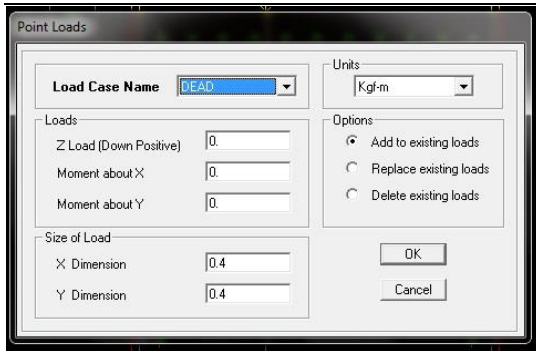 Point Loads
Load Case Name DEAD
Units
Kgf-m
Loads
Z Load (Down Positive) 0.
Moment about X 0.
Moment about Y 0.
Options
Add to existing loads
Replace existing loads
Delete existing loads
Size of Load
X Dimension 0.4
Y Dimension 0.4
OK
Cancel